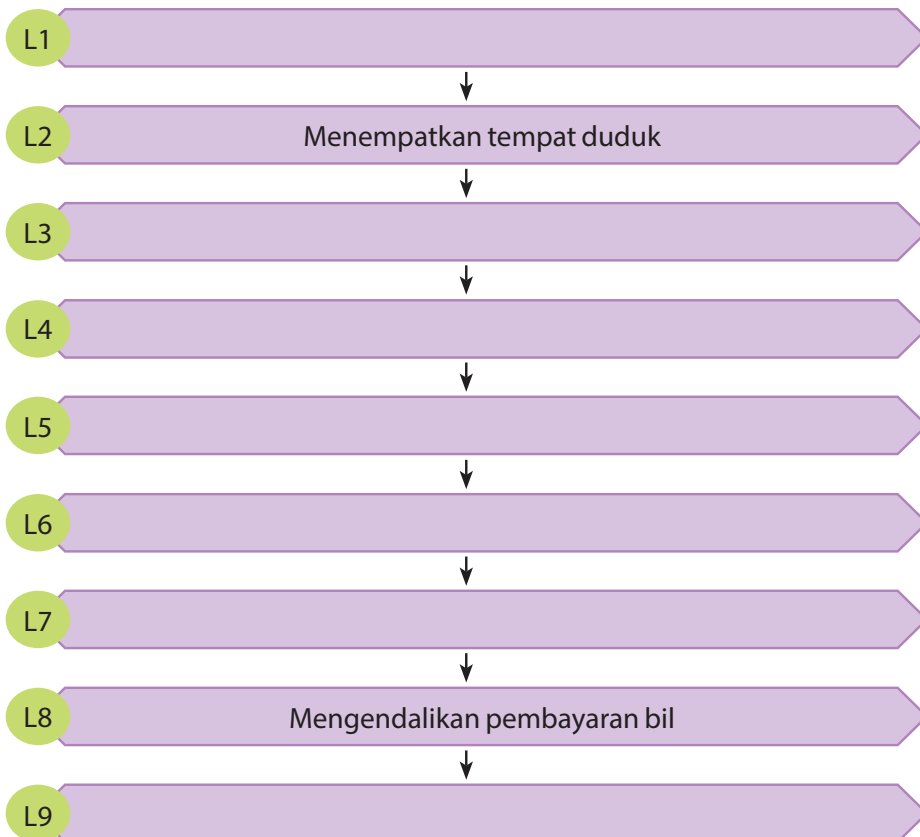 L1
L2 Menempatkan tempat duduk
L3
L4
L5
L6
L7
L8 Mengendalikan pembayaran bil
L9